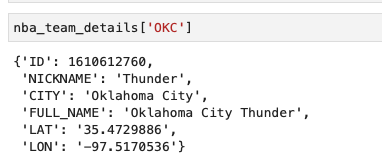 nba_team_details['OKC']
{'ID': 1610612760,
'NICKNAME': 'Thunder',
'CITY': 'Oklahoma City',
'FULL_NAME': 'Oklahoma City Thunder',
'LAT': '35.4729886',
'LON': '-97.5170536'}